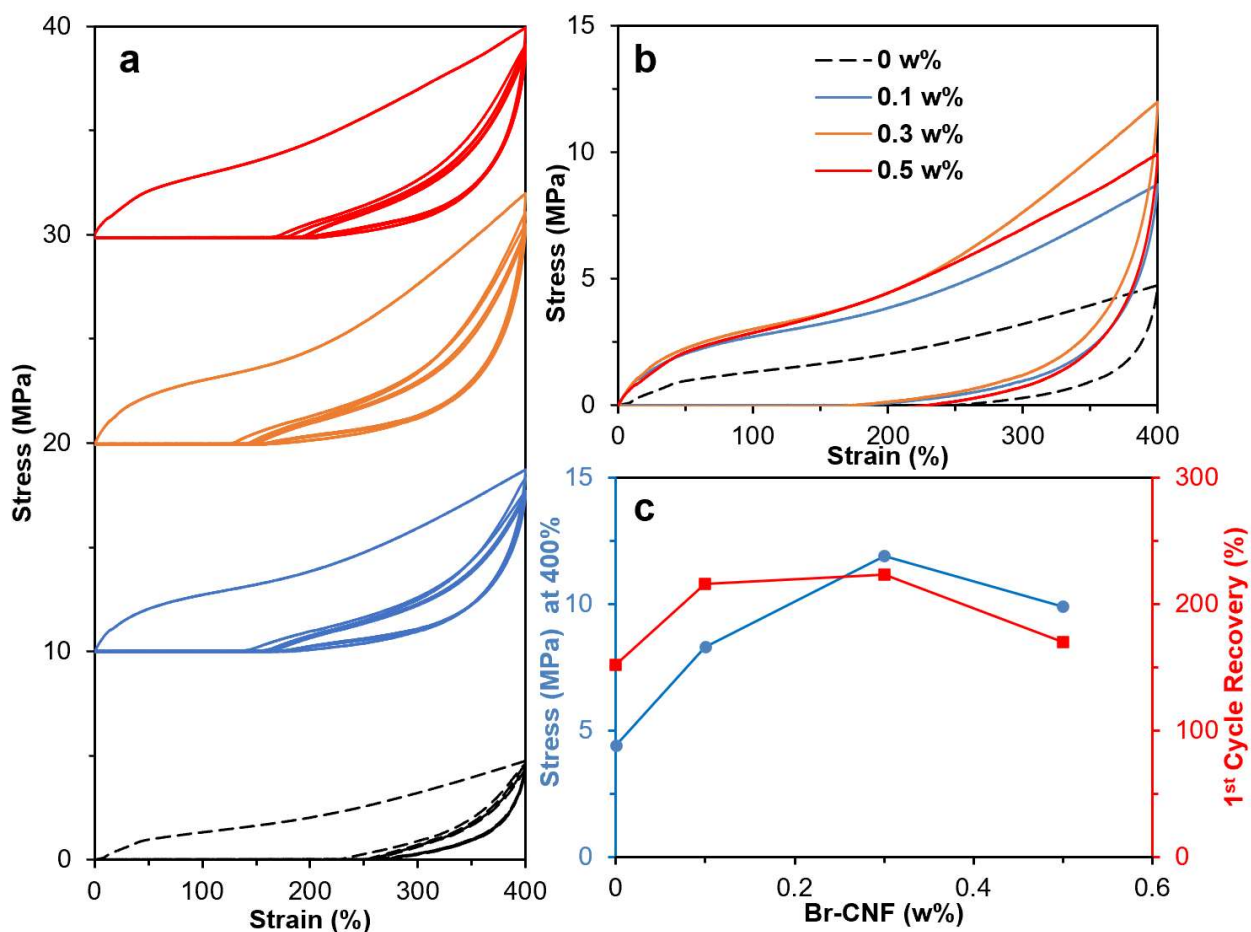 a
40
30
20
10
0
Stress (MPa)
0 100 200 300 400
Strain (%)
b
15
10
5
0
Stress (MPa)
0 w%
0.1 w%
0.3 w%
0.5 w%
0 100 200 300 400
Strain (%)
c
15
10
5
0
Stress (MPa) at 400%
300
200
100
0
1st Cycle Recovery (%)
0 0.2 0.4 0.6
Br-CNF (w%)